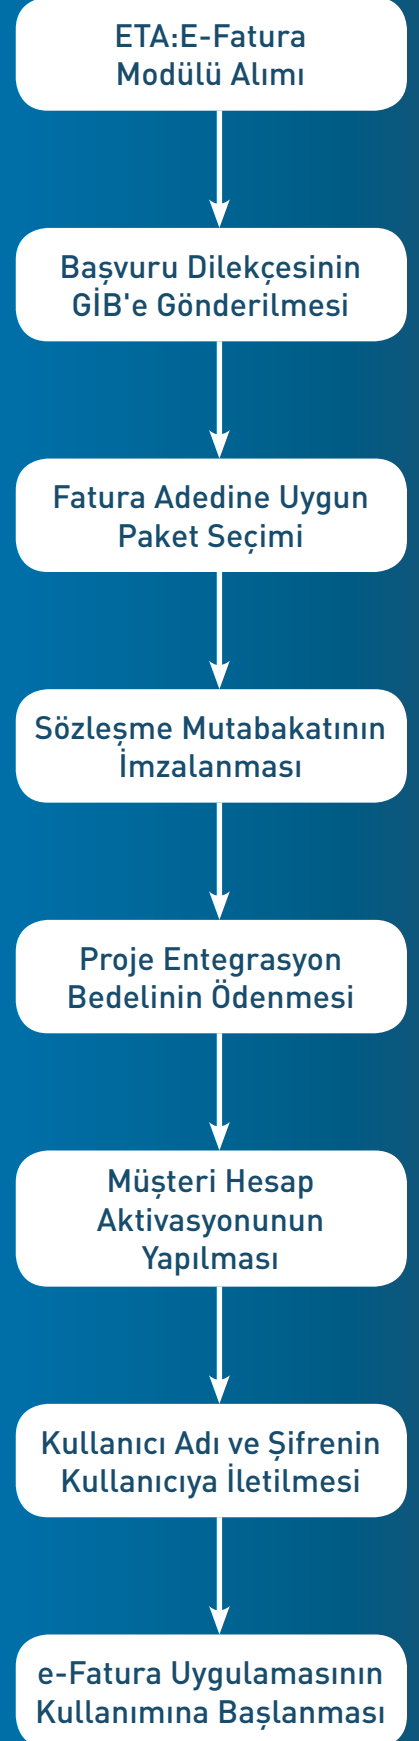 ETA:E-Fatura
Modülü Alımı
Başvuru Dilekçesinin
GİB'e Gönderilmesi
Fatura Adedine Uygun
Paket Seçimi
Sözleşme Mutabakatının
İmzalanması
Proje Entegrasyon
Bedelinin Ödenmesi
Müşteri Hesap
Aktivasyonunun
Yapılması
Kullanıcı Adı ve Şifrenin
Kullanıcıya İletilmesi
e-Fatura Uygulamasının
Kullanımına Başlanması